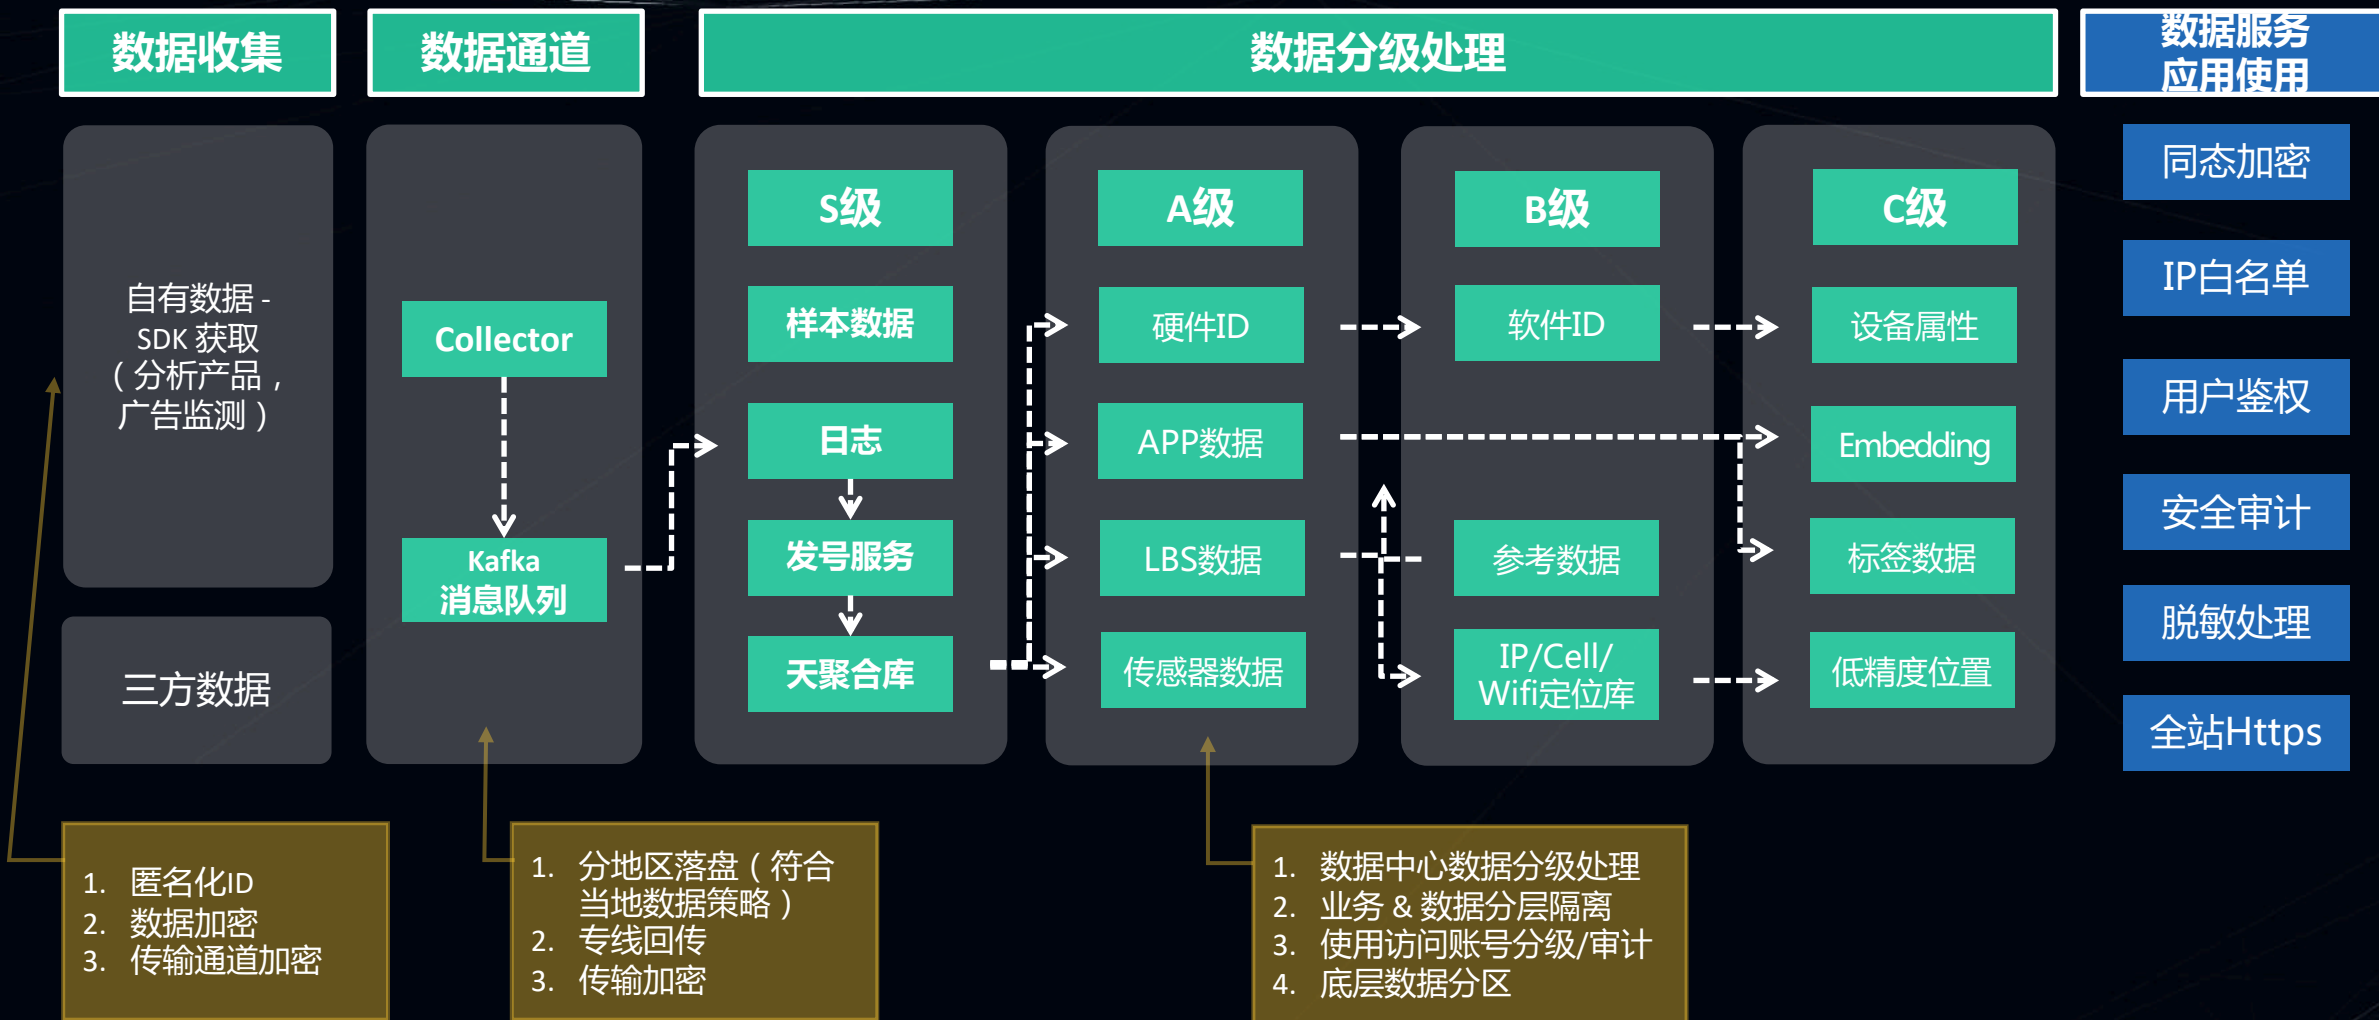 数据收集
数据通道
数据分级处理
数据服务
应用使用
自有数据 -
SDK 获取
（分析产品，
广告监测）
三方数据
Collector
Kafka
消息队列
S级
样本数据
日志
发号服务
天聚合库
A级
硬件ID
APP数据
LBS数据
传感器数据
B级
软件ID
参考数据
IP/Cell/
Wifi定位库
C级
设备属性
Embedding
标签数据
低精度位置
同态加密
IP白名单
用户鉴权
安全审计
脱敏处理
全站Https
1. 匿名化ID
2. 数据加密
3. 传输通道加密
1. 分地区落盘（符合
当地数据策略）
2. 专线回传
3. 传输加密
1. 数据中心数据分级处理
2. 业务 & 数据分层隔离
3. 使用访问账号分级/审计
4. 底层数据分区